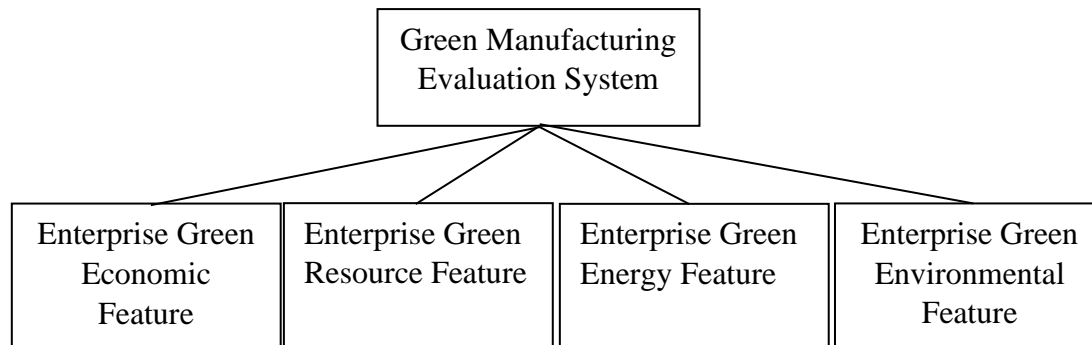 Green Manufacturing
Evaluation System
Enterprise Green
Economic
Feature
Enterprise Green
Resource Feature
Enterprise Green
Energy Feature
Enterprise Green
Environmental
Feature